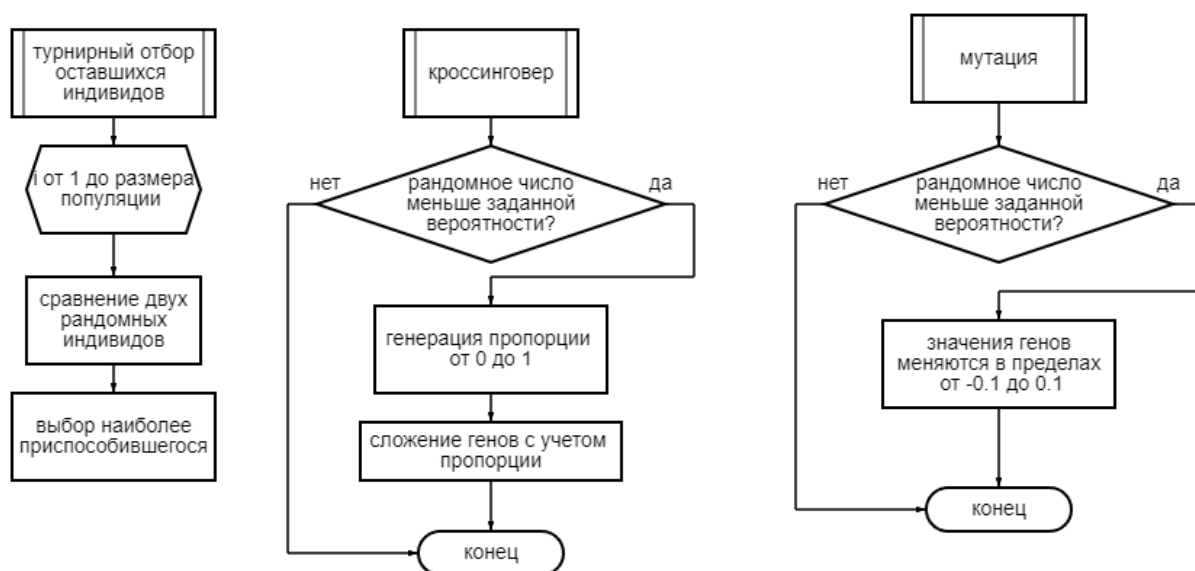 турнирный отбор
оставшихся
индивидов
i от 1 до размера
популяции
сравнение двух
рандомных
индивидов
выбор наиболее
приспособившегося
кроссинговер
нет
рандомное число
меньше заданной
вероятности?
да
генерация пропорции
от 0 до 1
сложение генов с учетом
пропорции
конец
мутация
нет
рандомное число
меньше заданной
вероятности?
да
значения генов
меняются в пределах
от -0.1 до 0.1
конец